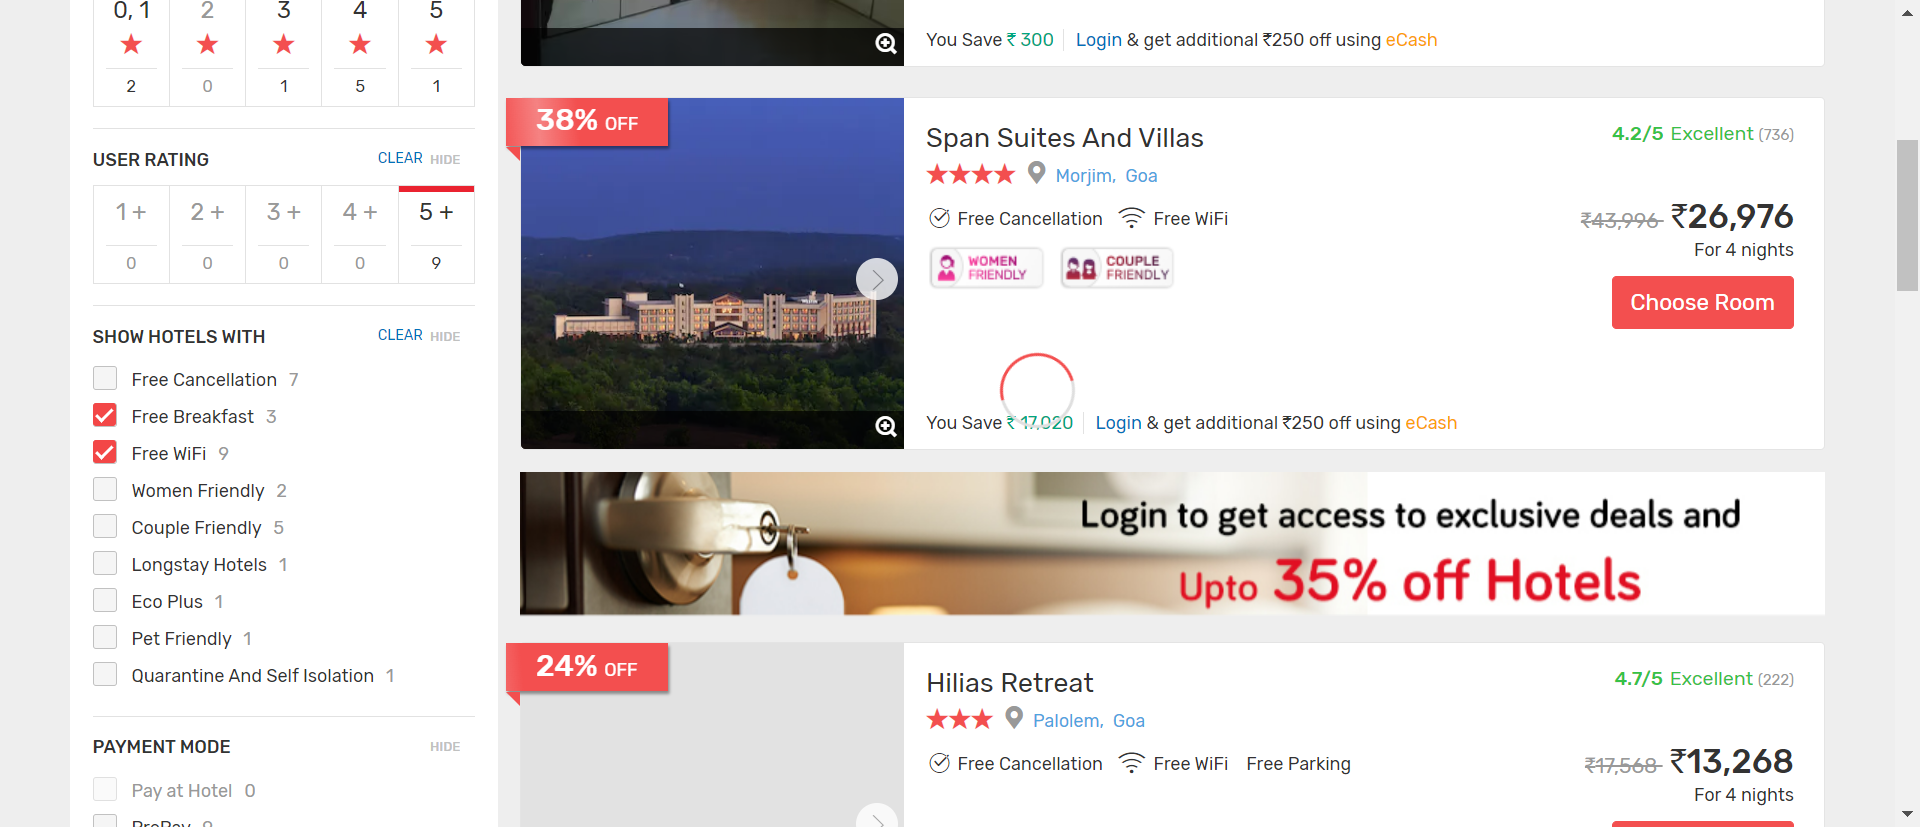 0, 1 2 3 4 5
2 0 1 5 1
USER RATING CLEAR HIDE
1 + 2 + 3 + 4 + 5 +
0 0 0 0 9
SHOW HOTELS WITH CLEAR HIDE
Free Cancellation 7
Free Breakfast 3
Free WiFi 9
Women Friendly 2
Couple Friendly 5
Longstay Hotels 1
Eco Plus 1
Pet Friendly 1
Quarantine And Self Isolation 1
PAYMENT MODE HIDE
Pay at Hotel 0
PrePay 9
You Save ₹ 300 Login & get additional ₹250 off using eCash
38% OFF
Span Suites And Villas
4.2/5 Excellent (736)
Morjim, Goa
Free Cancellation Free WiFi
₹43,996 ₹26,976
For 4 nights
WOMEN FRIENDLY
COUPLE FRIENDLY
Choose Room
You Save ₹ 17,020 Login & get additional ₹250 off using eCash
Login to get access to exclusive deals and
Upto 35% off Hotels
24% OFF
Hilias Retreat
4.7/5 Excellent (222)
Palolem, Goa
Free Cancellation Free WiFi Free Parking
₹17,568 ₹13,268
For 4 nights